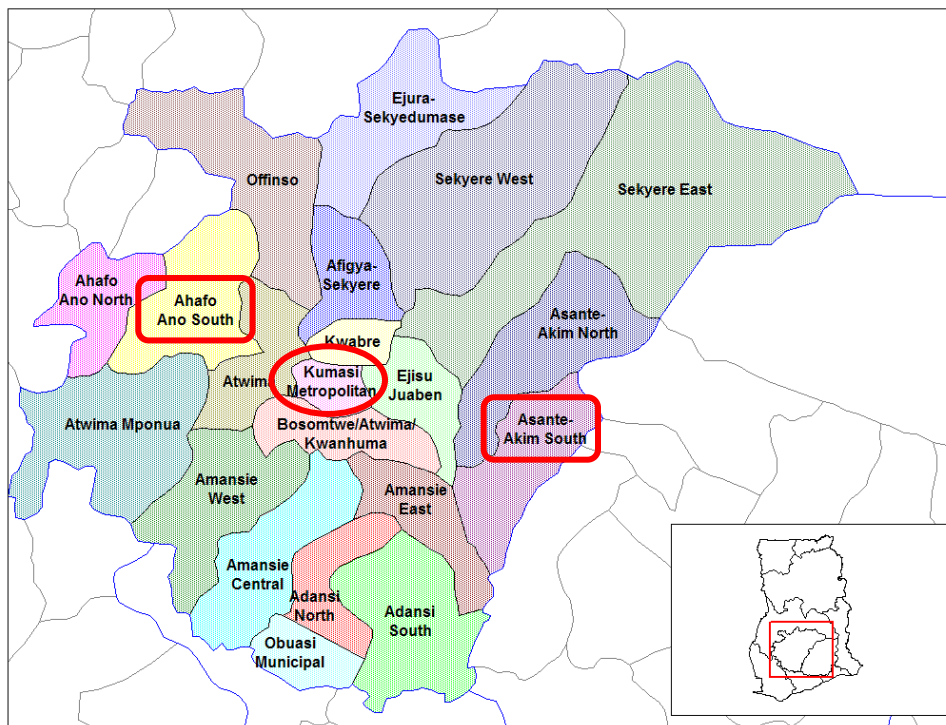 Ejura-
Sekyedumase
Offinso
Sekyere West
Sekyere East
Afigya-
Sekyere
Ahafo
Ano North
Ahafo
Ano South
Asante-
Akim North
Kwabre
Kumasi
Metropolitan
Atwima
Ejisu
Juaben
Asante-
Akim South
Atwima Mponua
Bosomtwe/Atwima/
Kwanhuma
Amansie
West
Amansie
East
Amansie
Central
Adansi
North
Adansi
South
Obuasi
Municipal